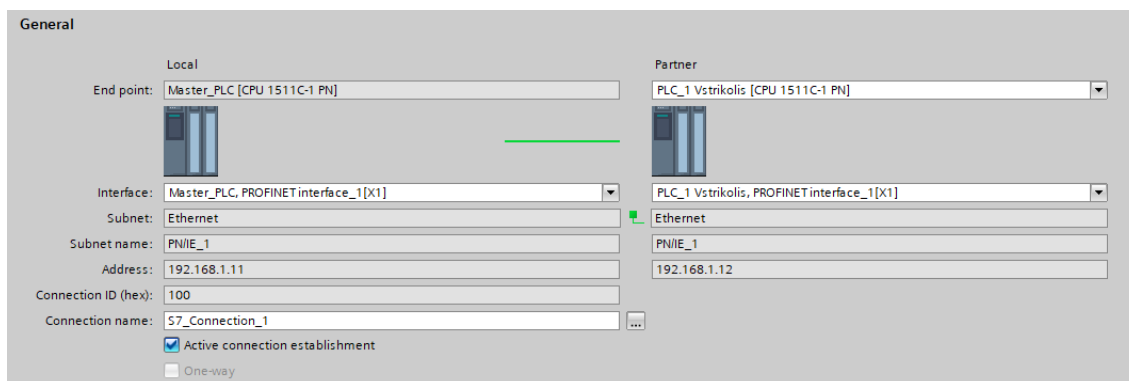 General
Local Partner
End point: Master_PLC [CPU 1511C-1 PN] PLC_1 Vstrikolis [CPU 1511C-1 PN]
Interface: Master_PLC, PROFINET interface_1[X1] PLC_1 Vstrikolis, PROFINET interface_1[X1]
Subnet: Ethernet Ethernet
Subnet name: PN/IE_1 PN/IE_1
Address: 192.168.1.11 192.168.1.12
Connection ID (hex): 100
Connection name: S7_Connection_1 ...
Active connection establishment
One-way